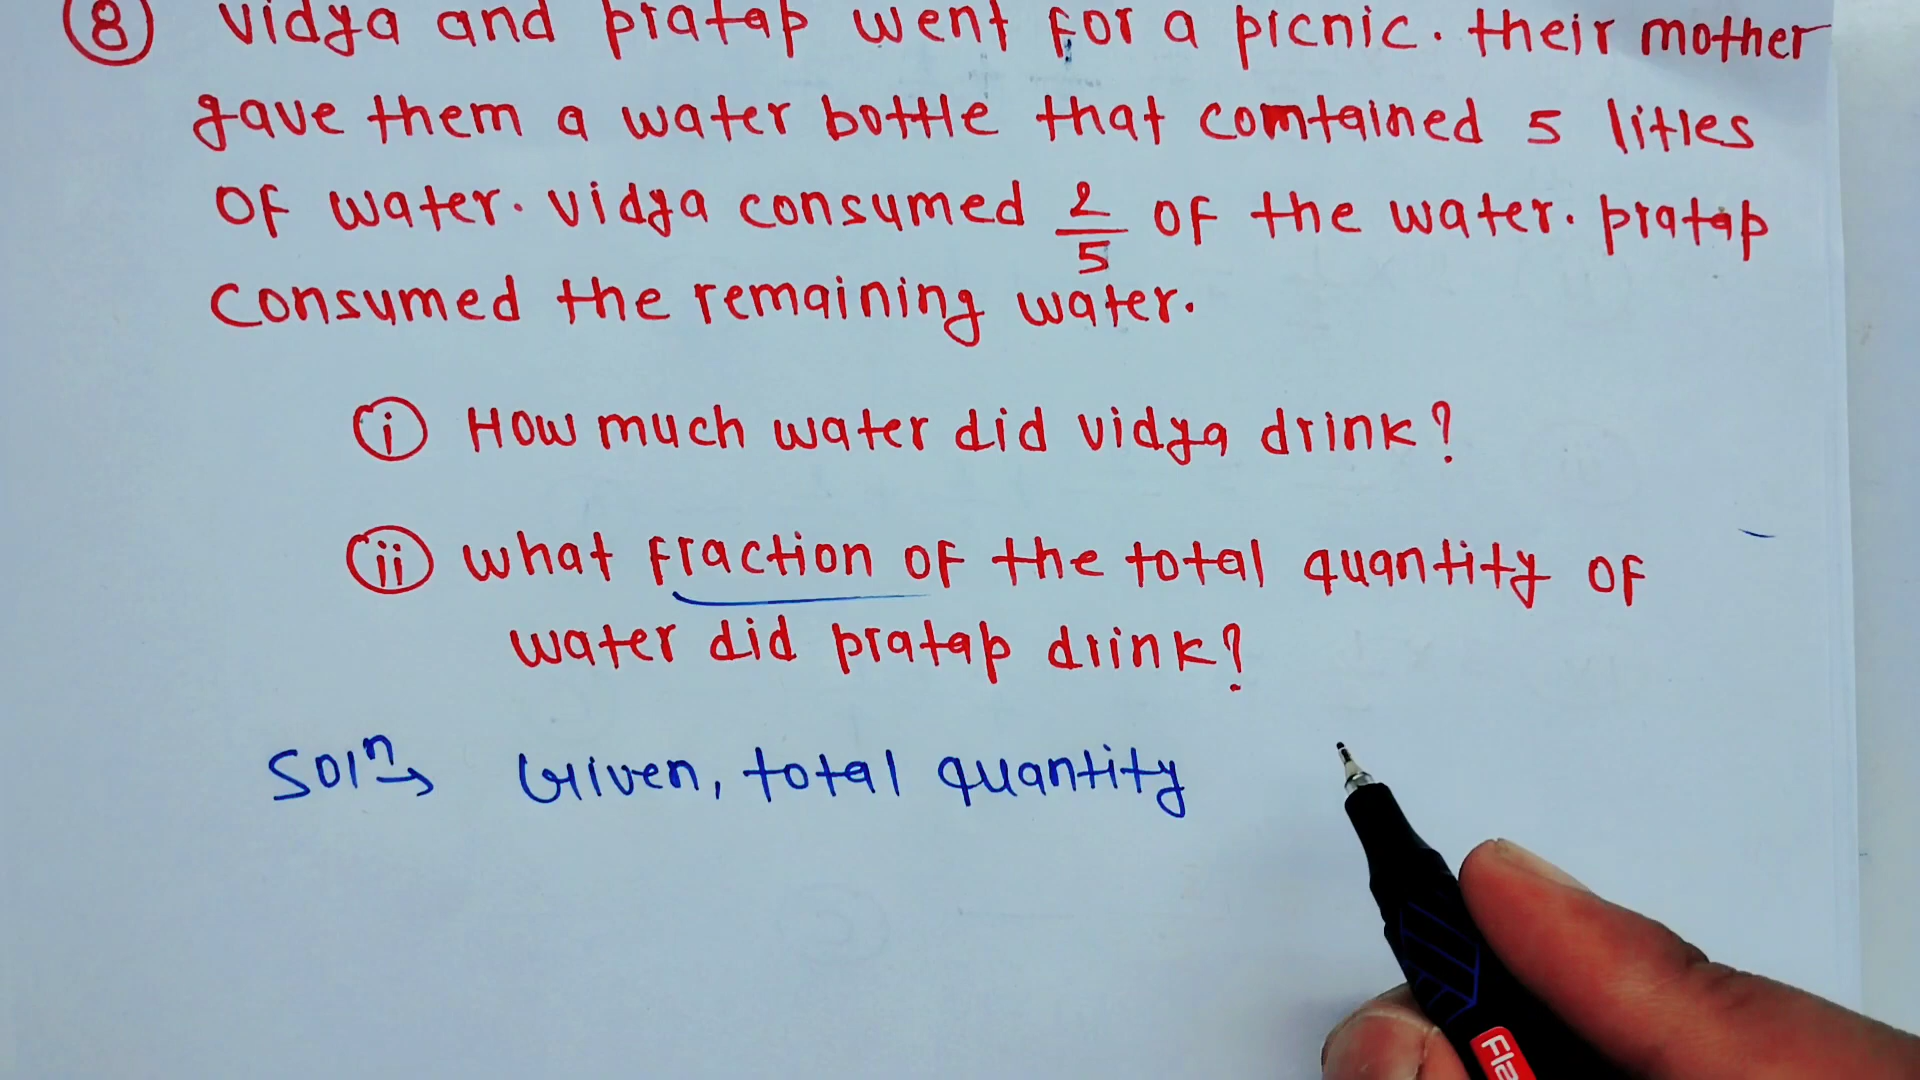 8 vidya and pratap went for a picnic. their mother
gave them a water bottle that comtained 5 litres
of water. vidya consumed 2/5 of the water. pratap
consumed the remaining water.
i How much water did vidya drink?
ii what fraction of the total quantity of
water did pratap drink?
Solⁿ→ Given, total quantity
Fla